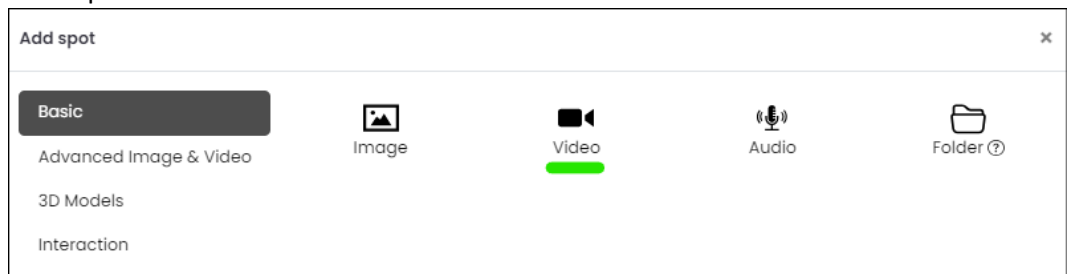 Add spot ×
Basic
Advanced Image & Video
3D Models
Interaction
Image Video Audio Folder ?